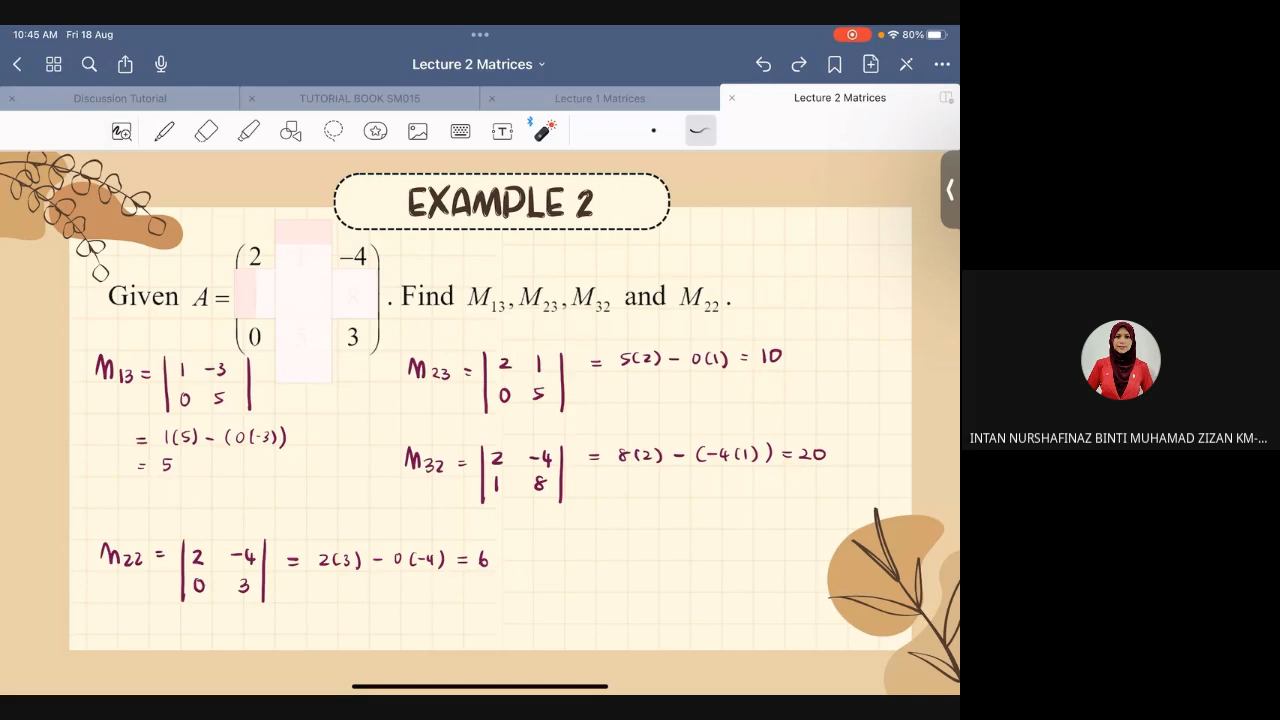 10:45 AM Fri 18 Aug
80%
Lecture 2 Matrices
Discussion Tutorial
TUTORIAL BOOK SM015
Lecture 1 Matrices
Lecture 2 Matrices
EXAMPLE 2
2 1 -4
Given A = 8 . Find M13, M23, M32 and M22.
0 5 3
M13 = | 1 -3 |
| 0 5 |
= 1(5) - (0(-3))
= 5
M23 = | 2 1 | = 5(2) - 0(1) = 10
| 0 5 |
M32 = | 2 -4 | = 8(2) - (-4(1)) = 20
| 1 8 |
M22 = | 2 -4 | = 2(3) - 0(-4) = 6
| 0 3 |
INTAN NURSHAFINAZ BINTI MUHAMAD ZIZAN KM-...